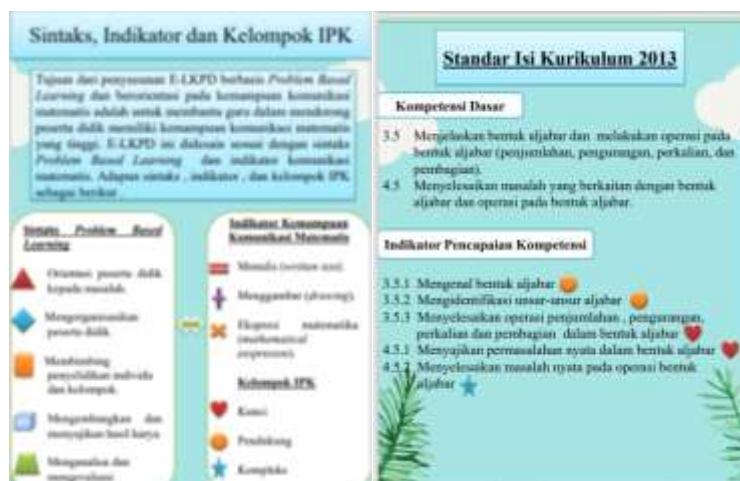 Sintaks, Indikator dan Kelompok IPK
Tujuan dari penyusunan E-LKPD berbasis Problem Based
Learning dan berorientasi pada kemampuan komunikasi
matematis adalah untuk membantu guru dalam mendorong
peserta didik memiliki kemampuan komunikasi matematis
yang tinggi. E-LKPD ini didesain sesuai dengan sintaks
Problem Based Learning dan indikator komunikasi
matematis. Adapun sintaks , indikator , dan kelompok IPK
sebagai berikut
Sintaks Problem Based
Learning
Orientasi peserta didik
kepada masalah.
Mengorganisasikan
peserta didik
Membimbing
penyelidikan individu
dan kelompok.
Mengembangkan dan
menyajikan hasil karya.
Menganalisa dan
mengevaluasi
Indikator Kemampuan
Komunikasi Matematis
Menulis (written text).
Menggambar (drawing).
Ekspresi matematika
(mathematical
expression).
Kelompok IPK
Kunci
Pendukung
Kompleks
Standar Isi Kurikulum 2013
Kompetensi Dasar
3.5 Menjelaskan bentuk aljabar dan melakukan operasi pada
bentuk aljabar (penjumlahan, pengurangan, perkalian, dan
pembagian).
4.5 Menyelesaikan masalah yang berkaitan dengan bentuk
aljabar dan operasi pada bentuk aljabar.
Indikator Pencapaian Kompetensi
3.5.1 Mengenal bentuk aljabar
3.5.2 Mengidentifikasi unsur-unsur aljabar
3.5.3 Menyelesaikan operasi penjumlahan , pengurangan,
perkalian dan pembagian dalam bentuk aljabar
4.5.1 Menyajikan permasalahan nyata dalam bentuk aljabar
4.5.2 Menyelesaikan masalah nyata pada operasi bentuk
aljabar